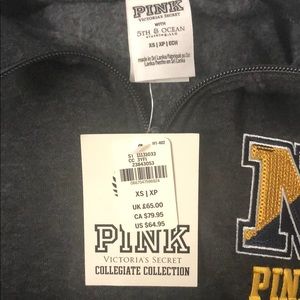 PINK
VICTORIA'S SECRET
WITH
5TH & OCEAN
XS | XP | ECH
Made in Sri Lanka
XS | XP
UK £65.00
CA $79.95
US $64.95
PINK
VICTORIA'S SECRET
COLLEGIATE COLLECTION
N
PIN